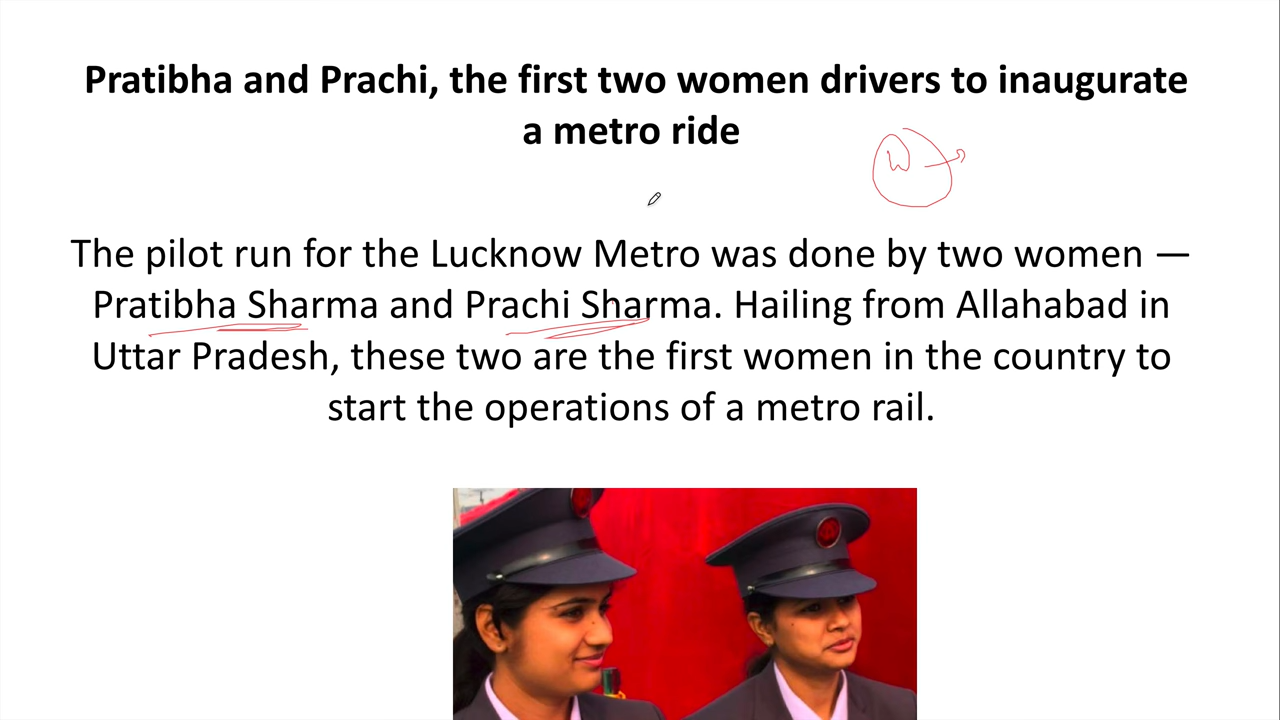 Pratibha and Prachi, the first two women drivers to inaugurate
a metro ride
W
The pilot run for the Lucknow Metro was done by two women —
Pratibha Sharma and Prachi Sharma. Hailing from Allahabad in
Uttar Pradesh, these two are the first women in the country to
start the operations of a metro rail.